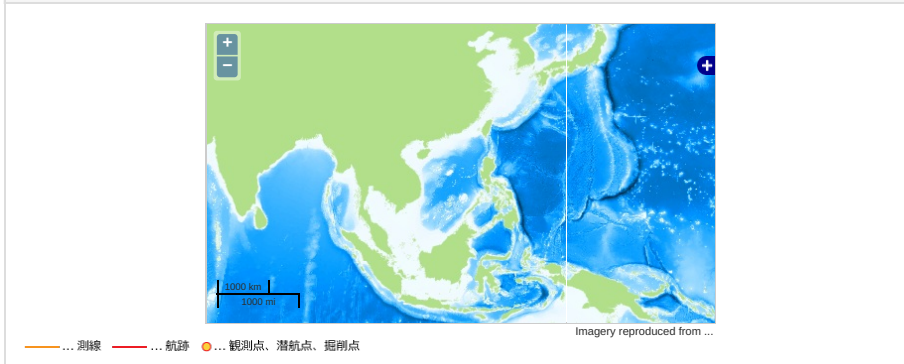 +
−
+
1000 km
1000 mi
Imagery reproduced from ...
... 測線 ... 航跡 ... 観測点、潜航点、掘削点